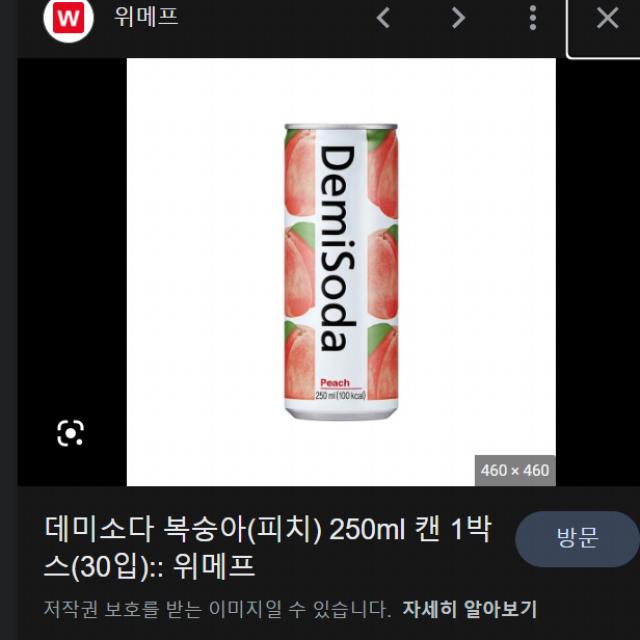 W 위메프
DemiSoda
Peach
250 ml(100 kcal)
460 × 460
데미소다 복숭아(피치) 250ml 캔 1박
스(30입):: 위메프
방문
저작권 보호를 받는 이미지일 수 있습니다. 자세히 알아보기